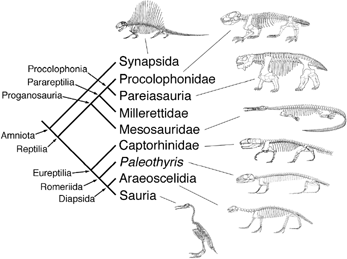 Synapsida
Procolophonia
Procolophonidae
Parareptilia
Pareiasauria
Proganosauria
Millerettidae
Mesosauridae
Amniota
Captorhinidae
Reptilia
Paleothyris
Eureptilia
Araeoscelidia
Romeriida
Diapsida
Sauria